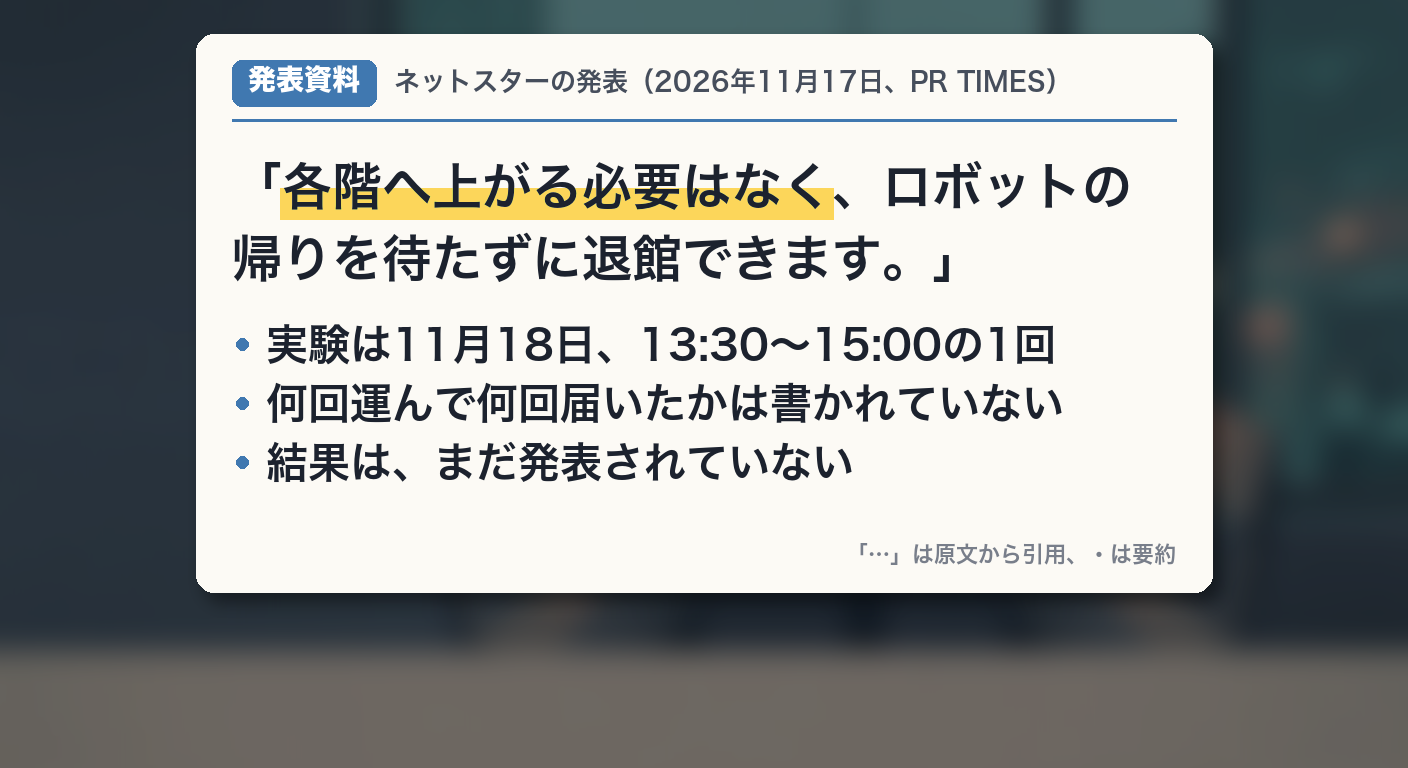 発表資料 ネットスターの発表（2026年11月17日、PR TIMES）
「各階へ上がる必要はなく、ロボットの
帰りを待たずに退館できます。」
• 実験は11月18日、13:30〜15:00の1回
• 何回運んで何回届いたかは書かれていない
• 結果は、まだ発表されていない
「…」は原文から引用、・は要約